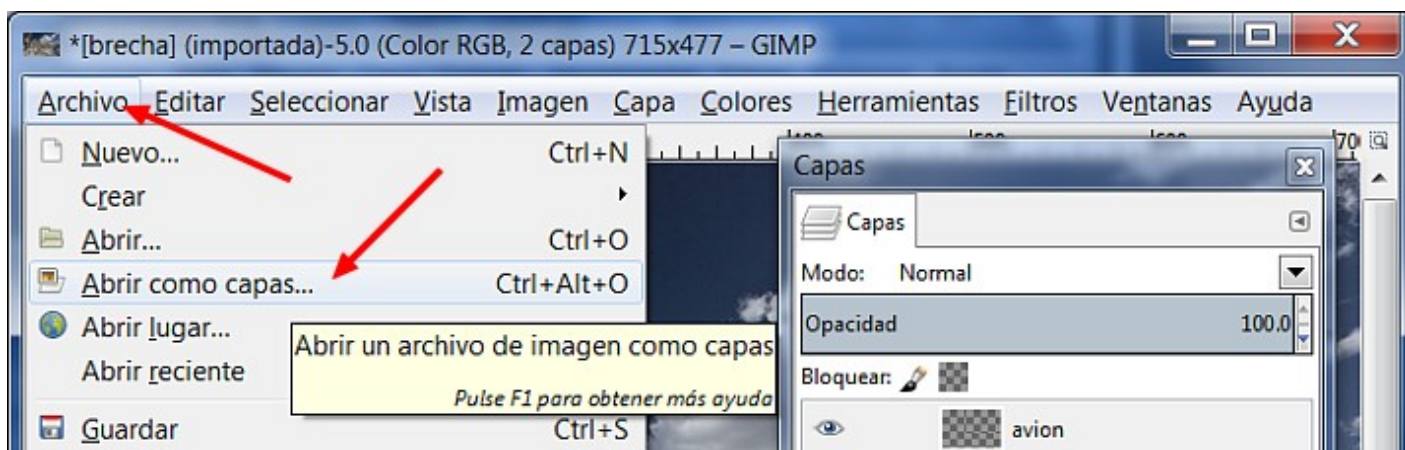 *[brecha] (importada)-5.0 (Color RGB, 2 capas) 715x477 – GIMP
Archivo Editar Seleccionar Vista Imagen Capa Colores Herramientas Filtros Ventanas Ayuda
Nuevo... Ctrl+N
Crear
Abrir... Ctrl+O
Abrir como capas... Ctrl+Alt+O
Abrir lugar...
Abrir reciente
Guardar Ctrl+S
Abrir un archivo de imagen como capas
Pulse F1 para obtener más ayuda
Capas
Capas
Modo: Normal
Opacidad 100.0
Bloquear:
avion